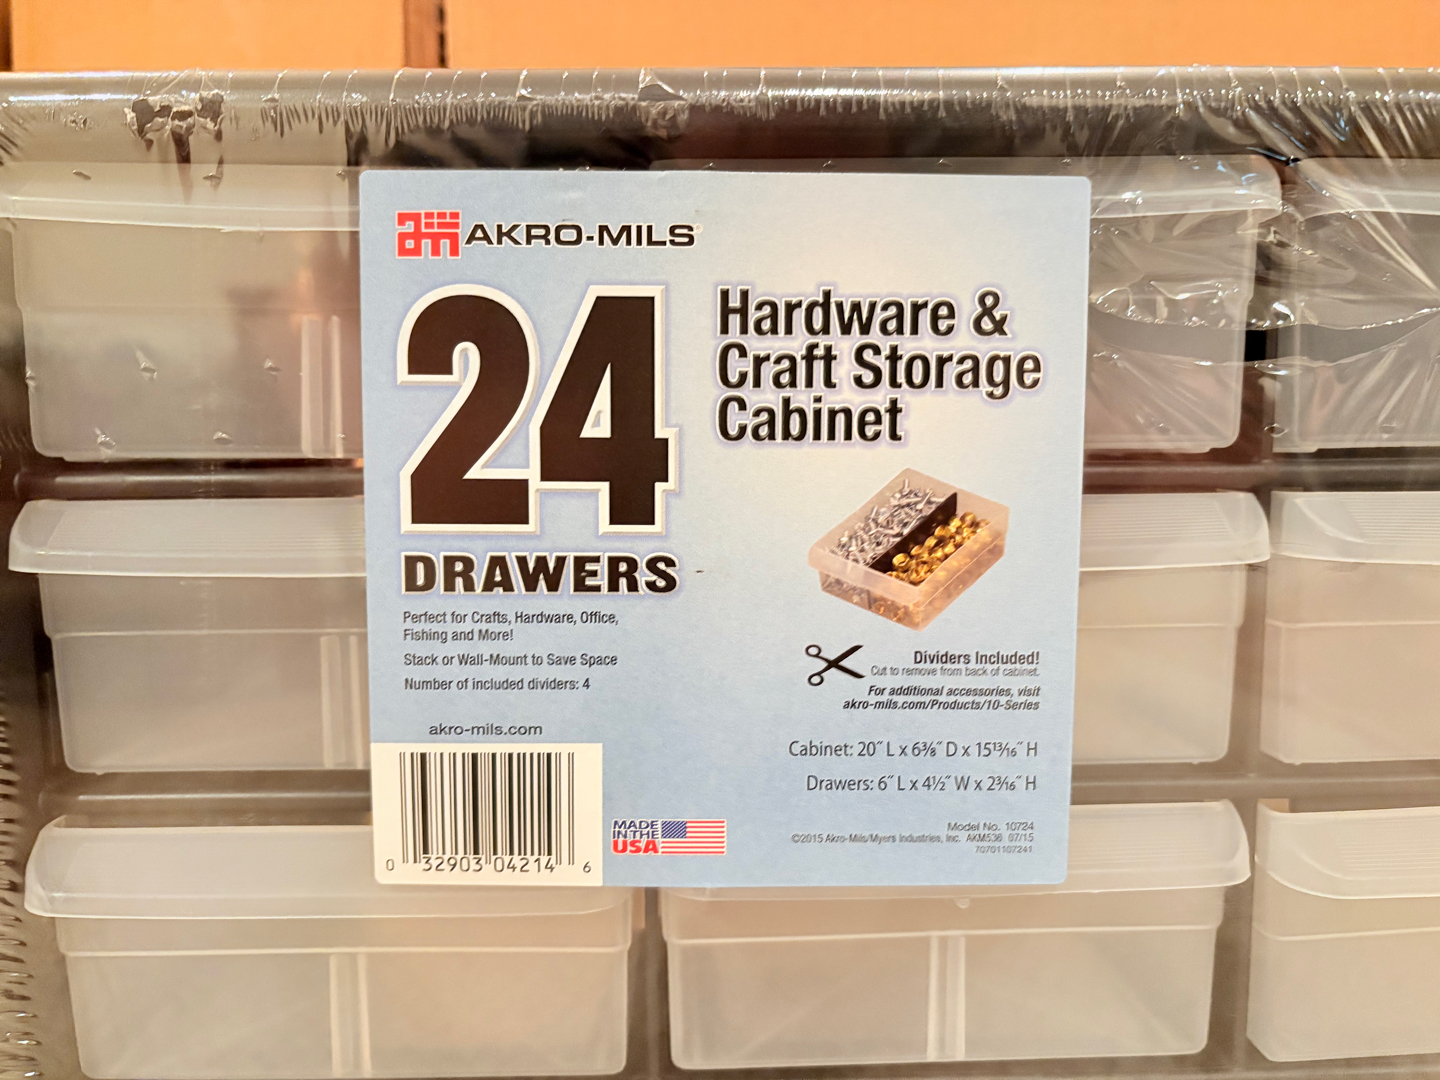 AKRO-MILS
24
DRAWERS
Hardware &
Craft Storage
Cabinet
Perfect for Crafts, Hardware, Office,
Fishing and More!
Stack or Wall-Mount to Save Space
Number of included dividers: 4
akro-mils.com
0 32903 04214 6
MADE
IN THE
USA
Dividers Included!
Cut to remove from back of cabinet.
For additional accessories, visit
akro-mils.com/Products/10-Series
Cabinet: 20″ L x 6⅜″ D x 15¹³⁄₁₆″ H
Drawers: 6″ L x 4½″ W x 2³⁄₁₆″ H
Model No. 10724
©2015 Akro-Mils/Myers Industries, Inc. AKM536 07/15
70701107241